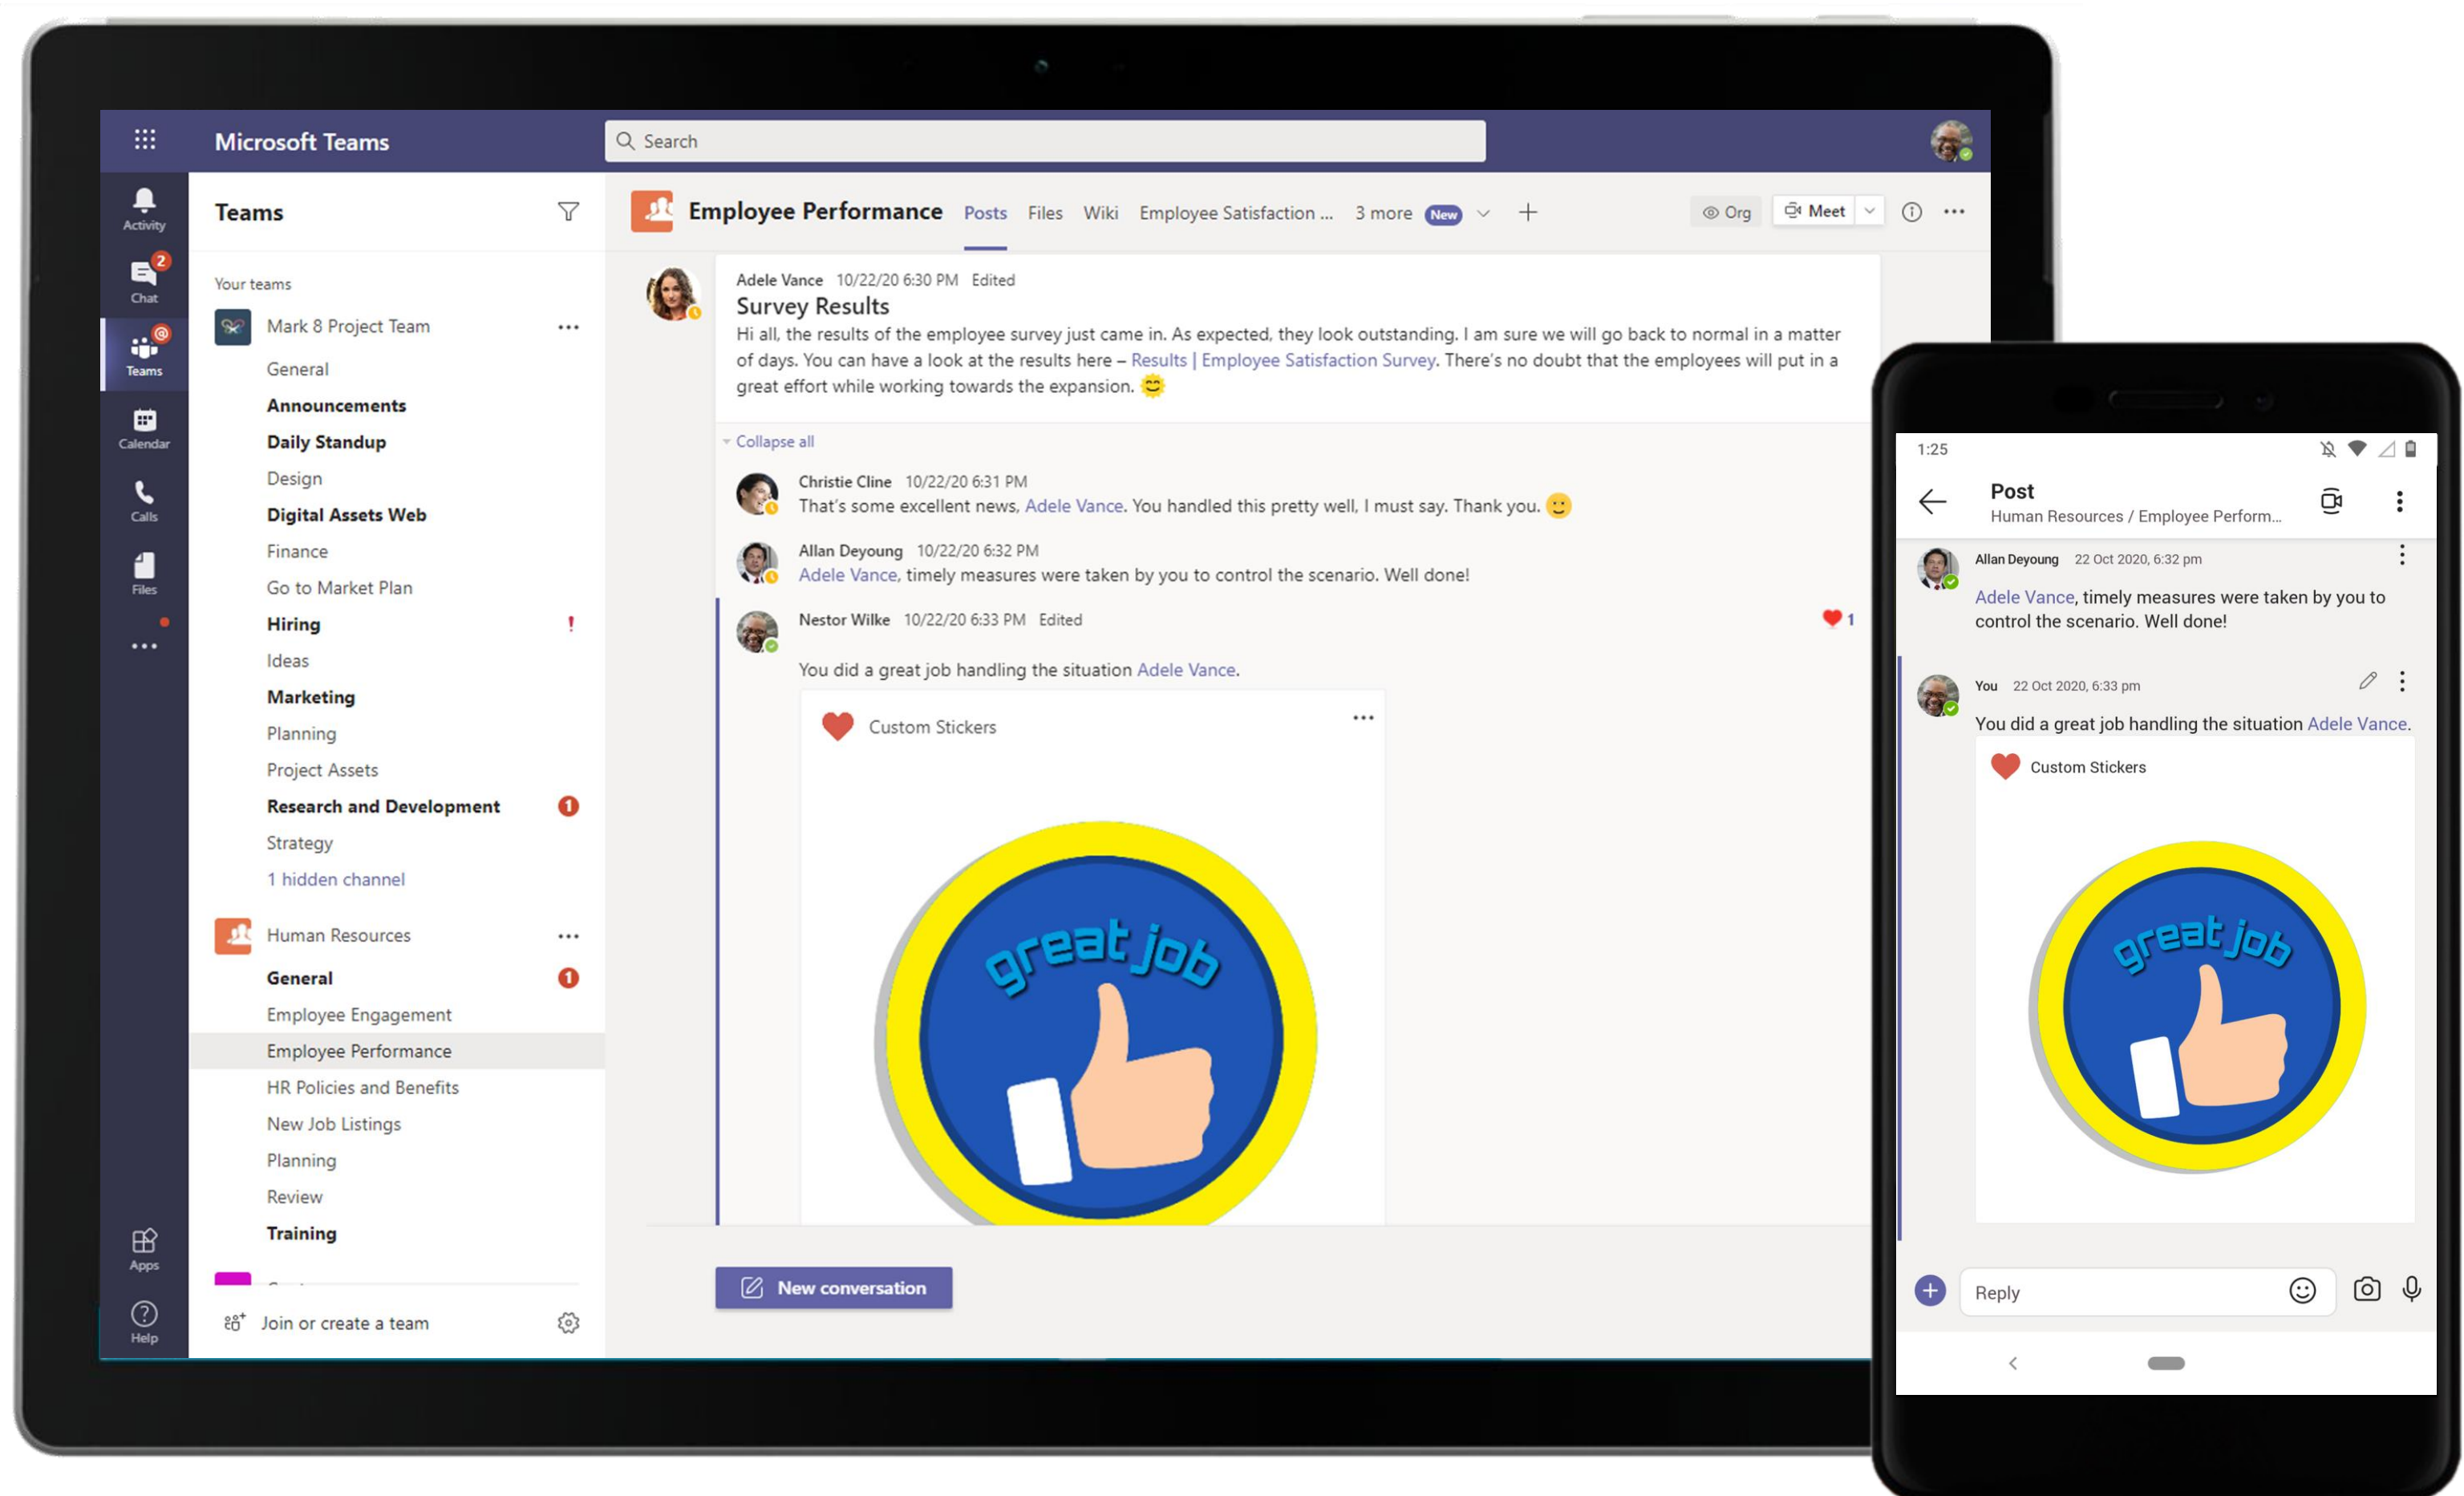 Microsoft Teams
Search
Activity
2
Chat
@
Teams
Calendar
Calls
Files
Apps
Help
Teams
Your teams
Mark 8 Project Team
General
Announcements
Daily Standup
Design
Digital Assets Web
Finance
Go to Market Plan
Hiring !
Ideas
Marketing
Planning
Project Assets
Research and Development 1
Strategy
1 hidden channel
Human Resources
General 1
Employee Engagement
Employee Performance
HR Policies and Benefits
New Job Listings
Planning
Review
Training
Join or create a team
Employee Performance Posts Files Wiki Employee Satisfaction ... 3 more New Org Meet
Adele Vance 10/22/20 6:30 PM Edited
Survey Results
Hi all, the results of the employee survey just came in. As expected, they look outstanding. I am sure we will go back to normal in a matter
of days. You can have a look at the results here – Results | Employee Satisfaction Survey. There's no doubt that the employees will put in a
great effort while working towards the expansion. 😊
Collapse all
Christie Cline 10/22/20 6:31 PM
That's some excellent news, Adele Vance. You handled this pretty well, I must say. Thank you. 🙂
Allan Deyoung 10/22/20 6:32 PM
Adele Vance, timely measures were taken by you to control the scenario. Well done!
Nestor Wilke 10/22/20 6:33 PM Edited
1
You did a great job handling the situation Adele Vance.
Custom Stickers
great job
New conversation
1:25
Post
Human Resources / Employee Perform...
Allan Deyoung 22 Oct 2020, 6:32 pm
Adele Vance, timely measures were taken by you to
control the scenario. Well done!
You 22 Oct 2020, 6:33 pm
You did a great job handling the situation Adele Vance.
Custom Stickers
great job
Reply